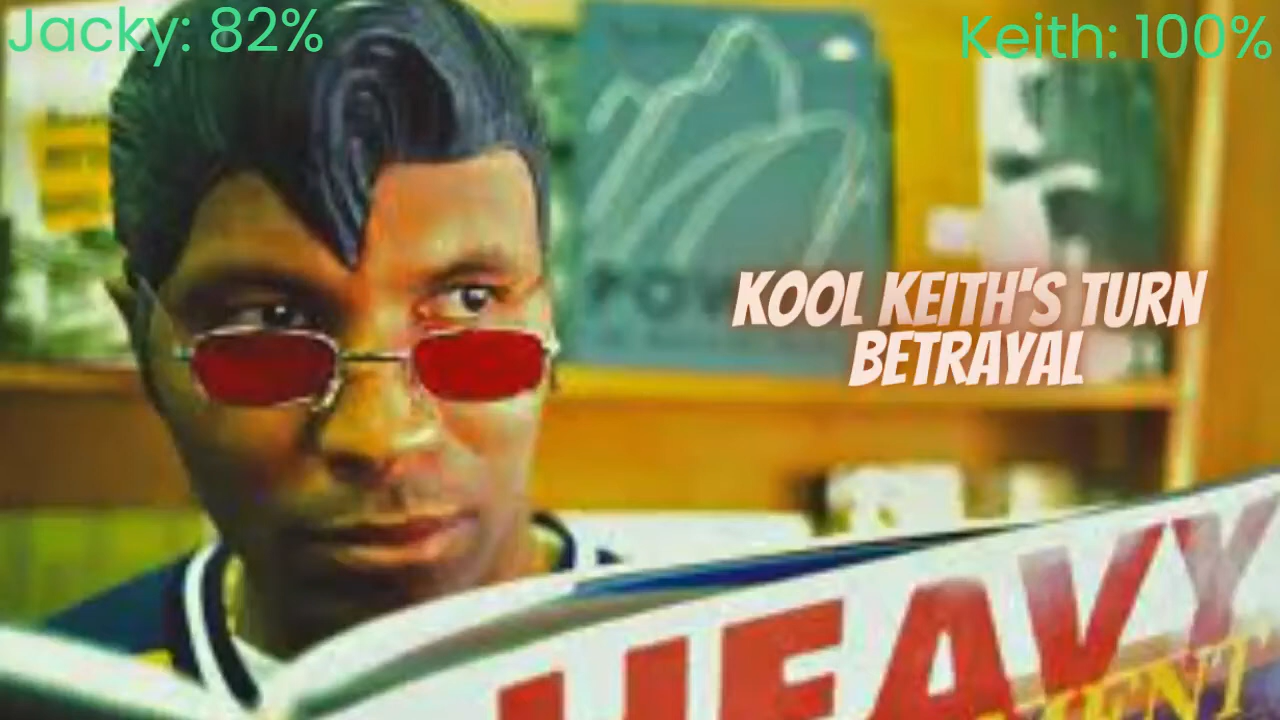 Jacky: 82%
Keith: 100%
KOOL KEITH'S TURN
BETRAYAL
HEAVY